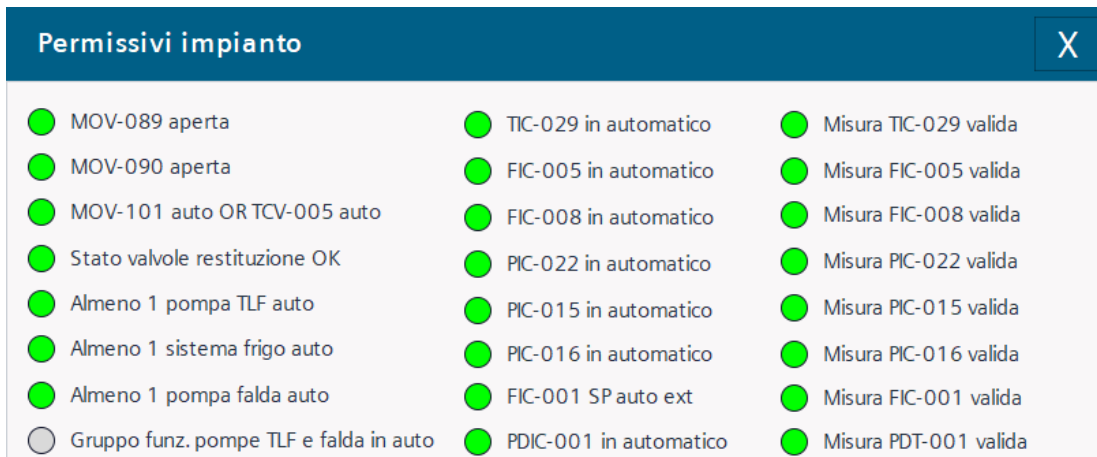 Permissivi impianto
X
MOV-089 aperta
MOV-090 aperta
MOV-101 auto OR TCV-005 auto
Stato valvole restituzione OK
Almeno 1 pompa TLF auto
Almeno 1 sistema frigo auto
Almeno 1 pompa falda auto
Gruppo funz. pompe TLF e falda in auto
TIC-029 in automatico
FIC-005 in automatico
FIC-008 in automatico
PIC-022 in automatico
PIC-015 in automatico
PIC-016 in automatico
FIC-001 SP auto ext
PDIC-001 in automatico
Misura TIC-029 valida
Misura FIC-005 valida
Misura FIC-008 valida
Misura PIC-022 valida
Misura PIC-015 valida
Misura PIC-016 valida
Misura FIC-001 valida
Misura PDT-001 valida